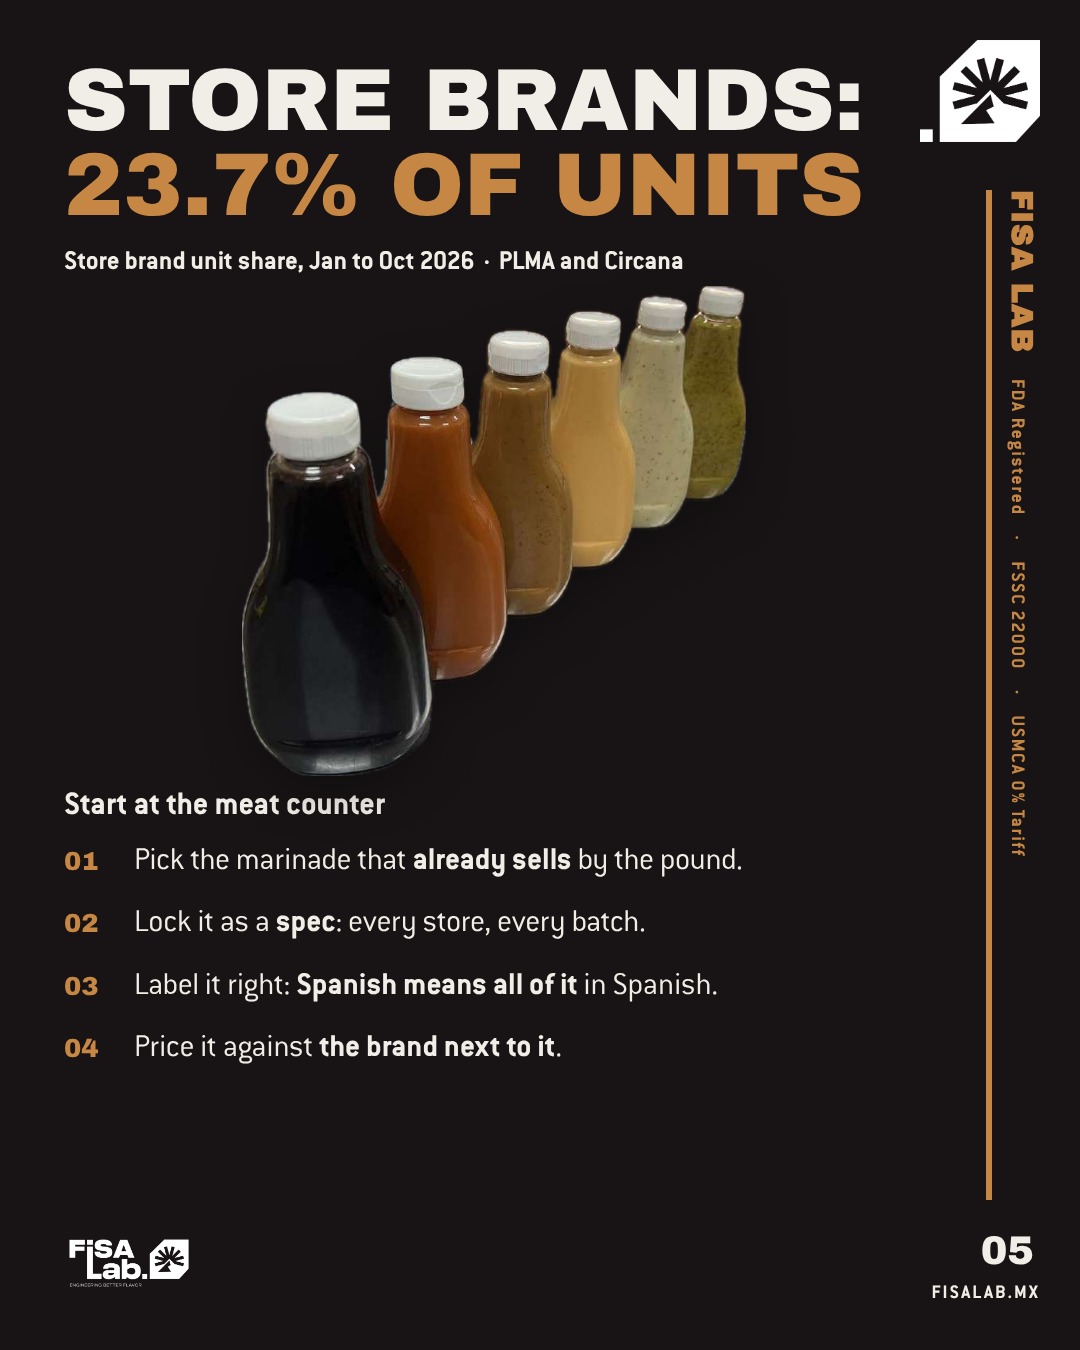 STORE BRANDS:
23.7% OF UNITS
Store brand unit share, Jan to Oct 2026 · PLMA and Circana
FISA LAB FDA Registered · FSSC 22000 · USMCA 0% Tariff
Start at the meat counter
01 Pick the marinade that already sells by the pound.
02 Lock it as a spec: every store, every batch.
03 Label it right: Spanish means all of it in Spanish.
04 Price it against the brand next to it.
FiSA
Lab.
ENGINEERING BETTER FLAVOR
05
FISALAB.MX